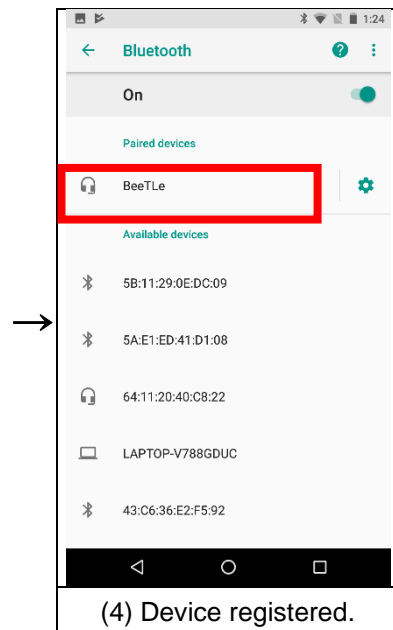 1:24
Bluetooth
On
Paired devices
BeeTLe
Available devices
5B:11:29:0E:DC:09
5A:E1:ED:41:D1:08
64:11:20:40:C8:22
LAPTOP-V788GDUC
43:C6:36:E2:F5:92
(4) Device registered.